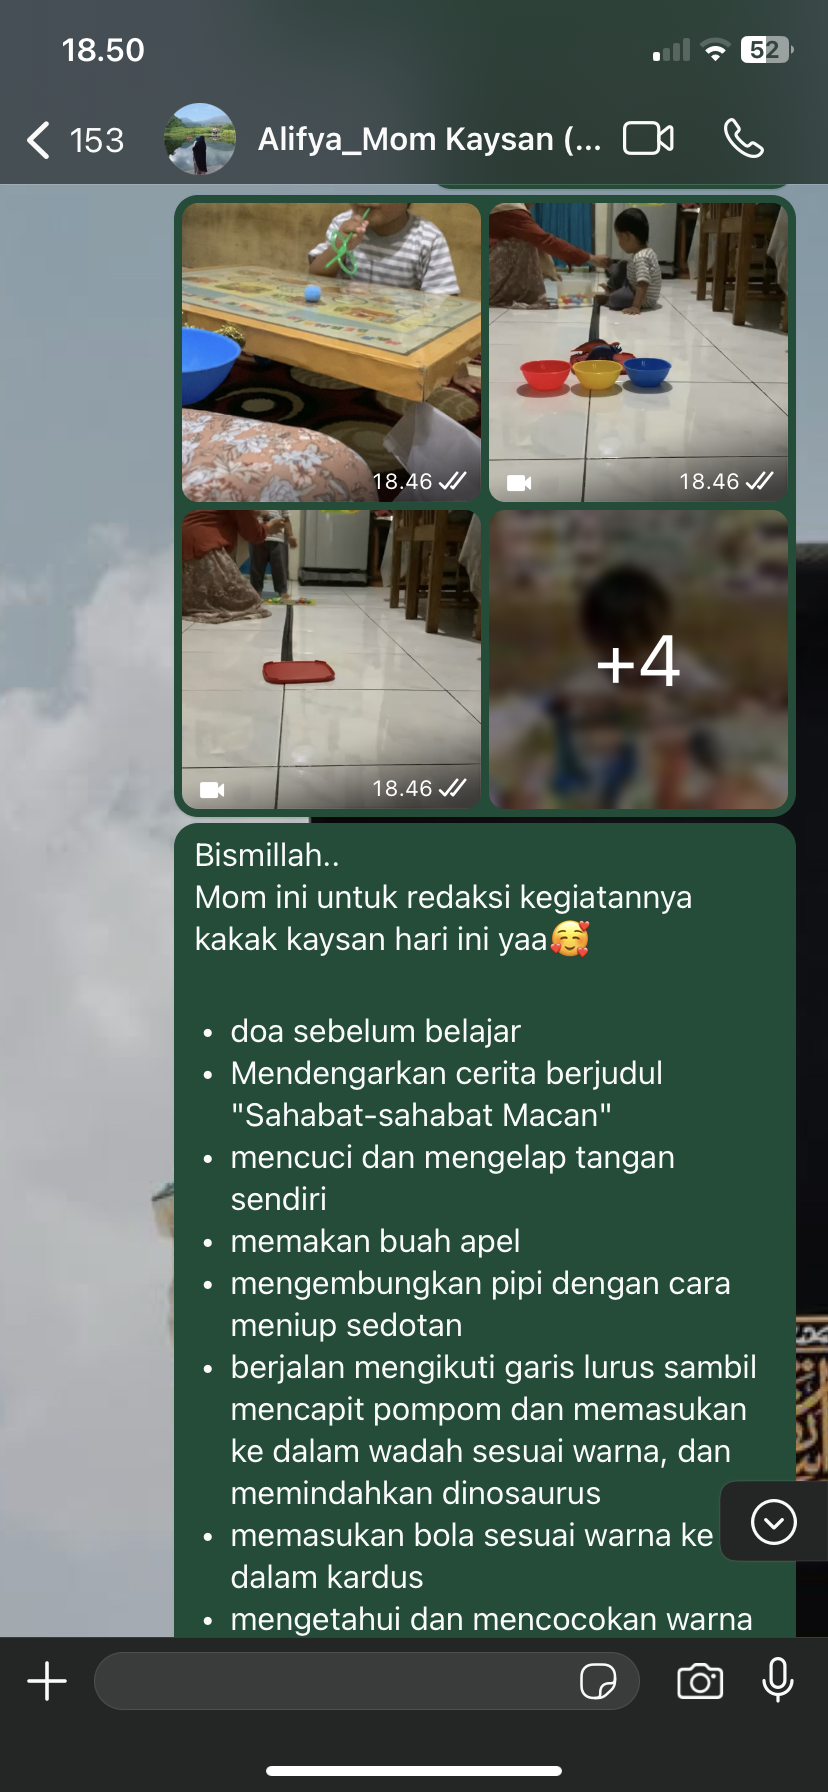 18.50
52
153
Alifya_Mom Kaysan (...
18.46
18.46
18.46
+4
Bismillah..
Mom ini untuk redaksi kegiatannya
kakak kaysan hari ini yaa🥰
• doa sebelum belajar
• Mendengarkan cerita berjudul
"Sahabat-sahabat Macan"
• mencuci dan mengelap tangan
sendiri
• memakan buah apel
• mengembungkan pipi dengan cara
meniup sedotan
• berjalan mengikuti garis lurus sambil
mencapit pompom dan memasukan
ke dalam wadah sesuai warna, dan
memindahkan dinosaurus
• memasukan bola sesuai warna ke
dalam kardus
• mengetahui dan mencocokan warna